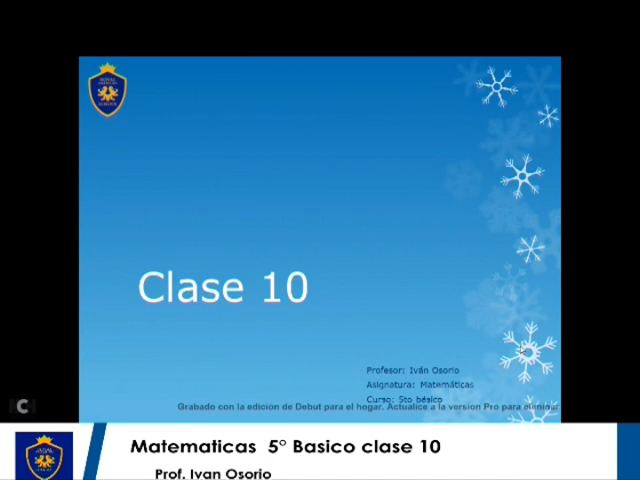 Clase 10
Profesor: Iván Osorio
Asignatura: Matemáticas
Curso: 5to básico
Grabado con la edición de Debut para el hogar. Actualice a la versión Pro para eliminar
Matematicas 5° Basico clase 10
Prof. Ivan Osorio